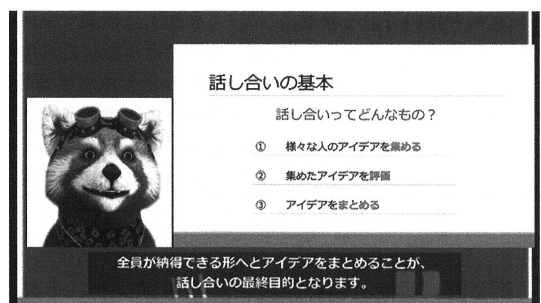 話し合いの基本
話し合いってどんなもの？
① 様々な人のアイデアを集める
② 集めたアイデアを評価
③ アイデアをまとめる
全員が納得できる形へとアイデアをまとめることが、
話し合いの最終目的となります。